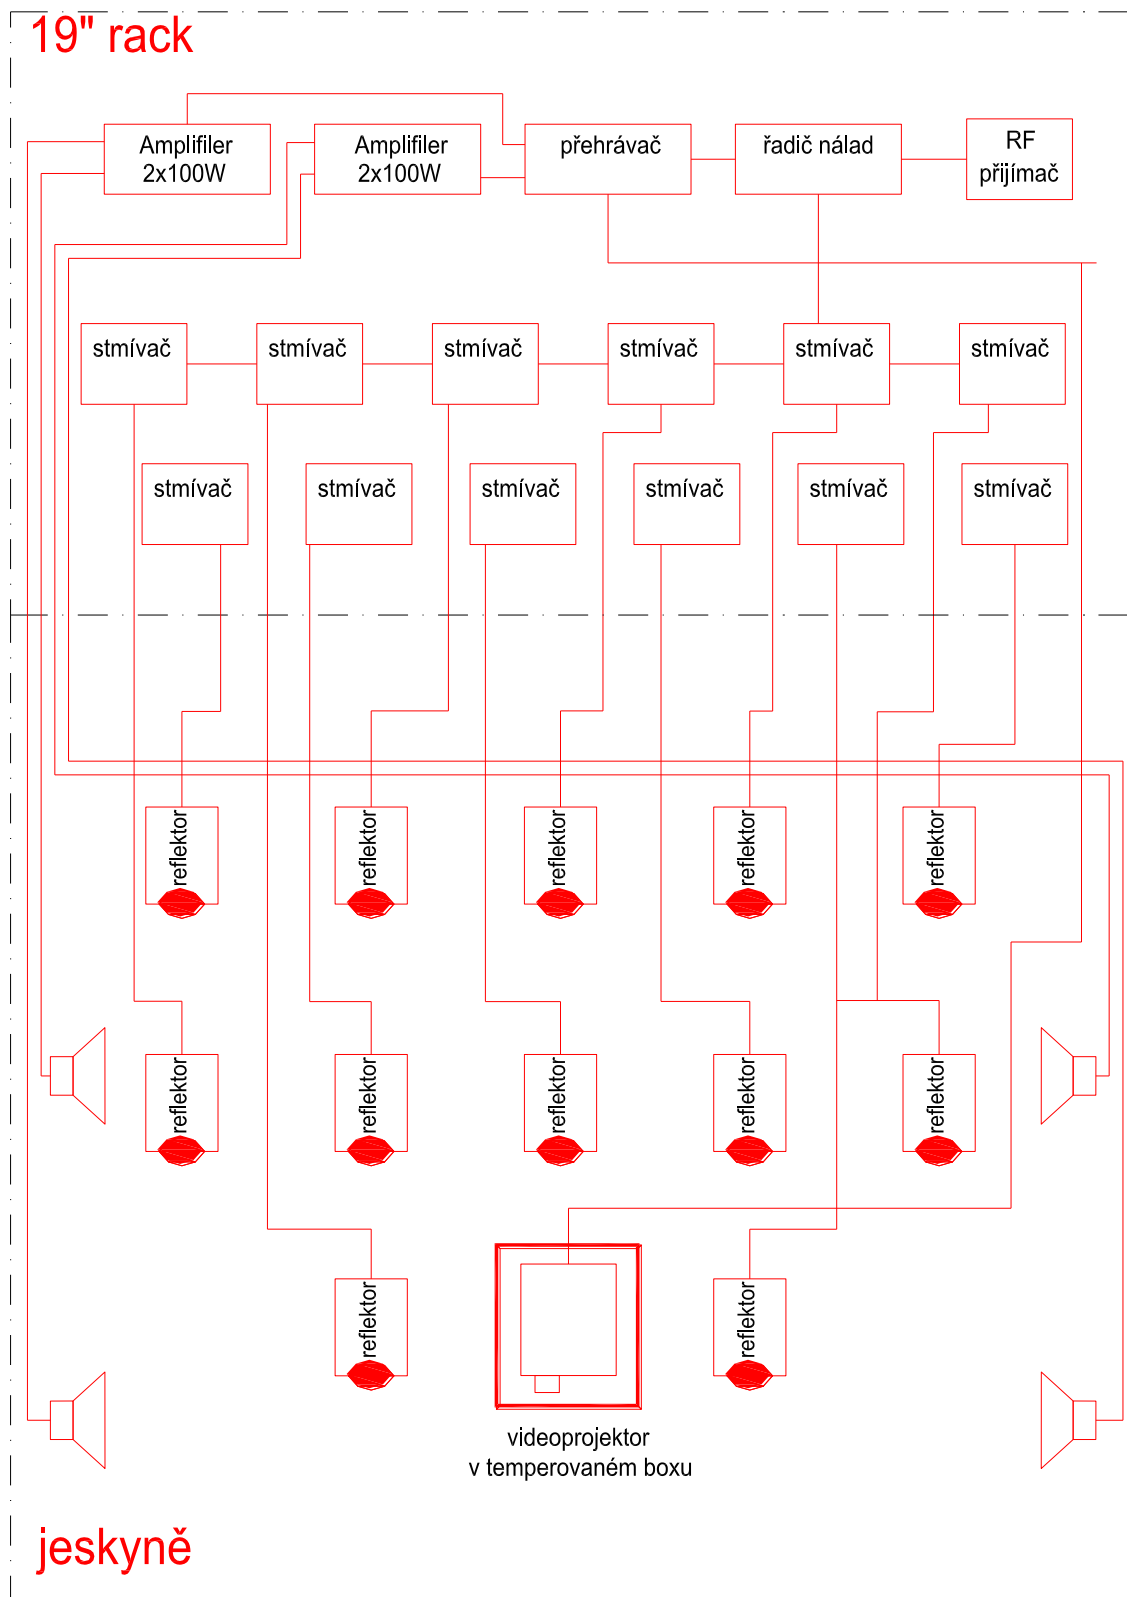 19" rack
Amplifiler
2x100W
Amplifiler
2x100W
přehrávač
řadič nálad
RF
přijímač
stmívač
stmívač
stmívač
stmívač
stmívač
stmívač
stmívač
stmívač
stmívač
stmívač
stmívač
stmívač
reflektor
reflektor
reflektor
reflektor
reflektor
reflektor
reflektor
reflektor
reflektor
reflektor
reflektor
reflektor
videoprojektor
v temperovaném boxu
jeskyně